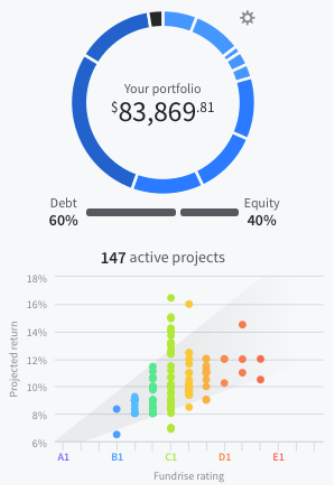 Your portfolio
$83,869.81
Debt Equity
60% 40%
147 active projects
18%
16%
14%
12%
10%
8%
6%
Projected return
A1 B1 C1 D1 E1
Fundrise rating